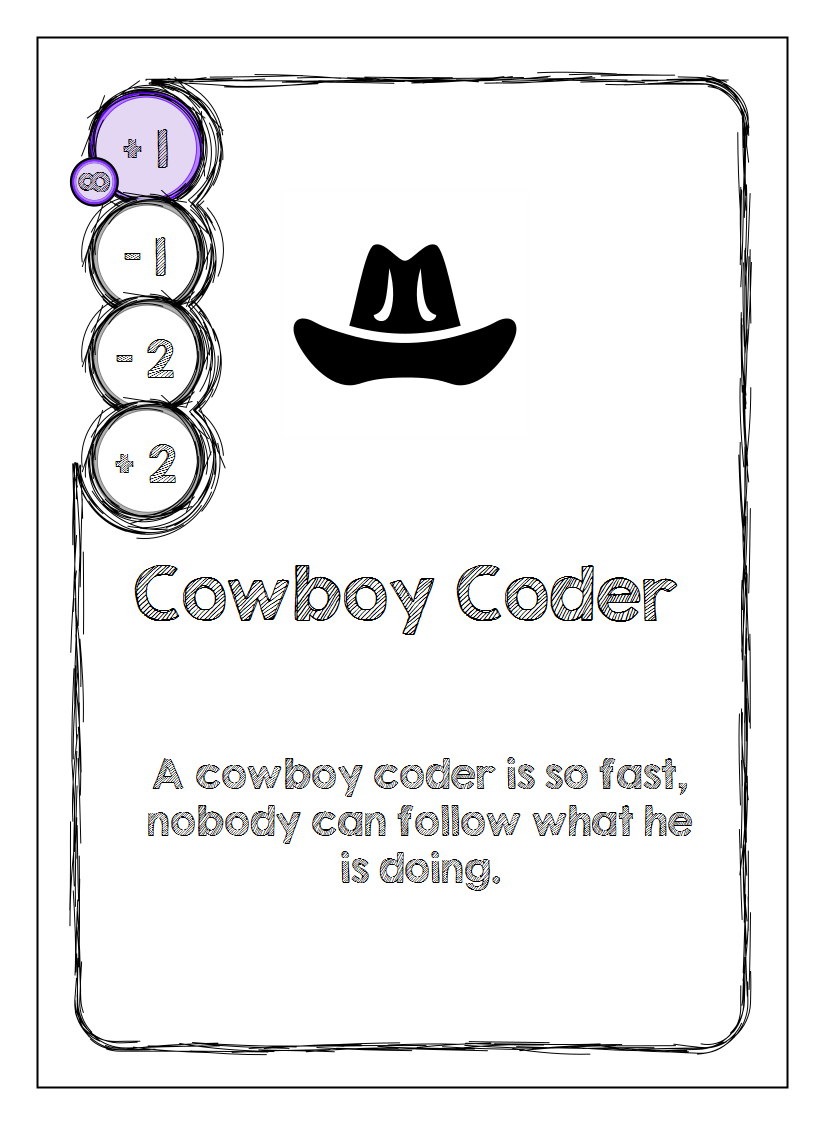 + 1
∞
- 1
- 2
+ 2
Cowboy Coder
A cowboy coder is so fast,
nobody can follow what he
is doing.